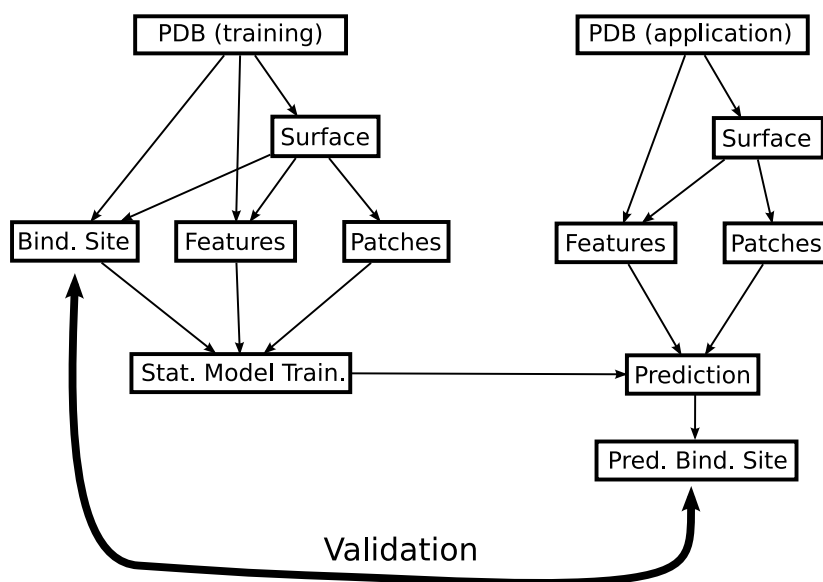 PDB (training)
PDB (application)
Surface
Surface
Bind. Site
Features
Patches
Features
Patches
Stat. Model Train.
Prediction
Pred. Bind. Site
Validation